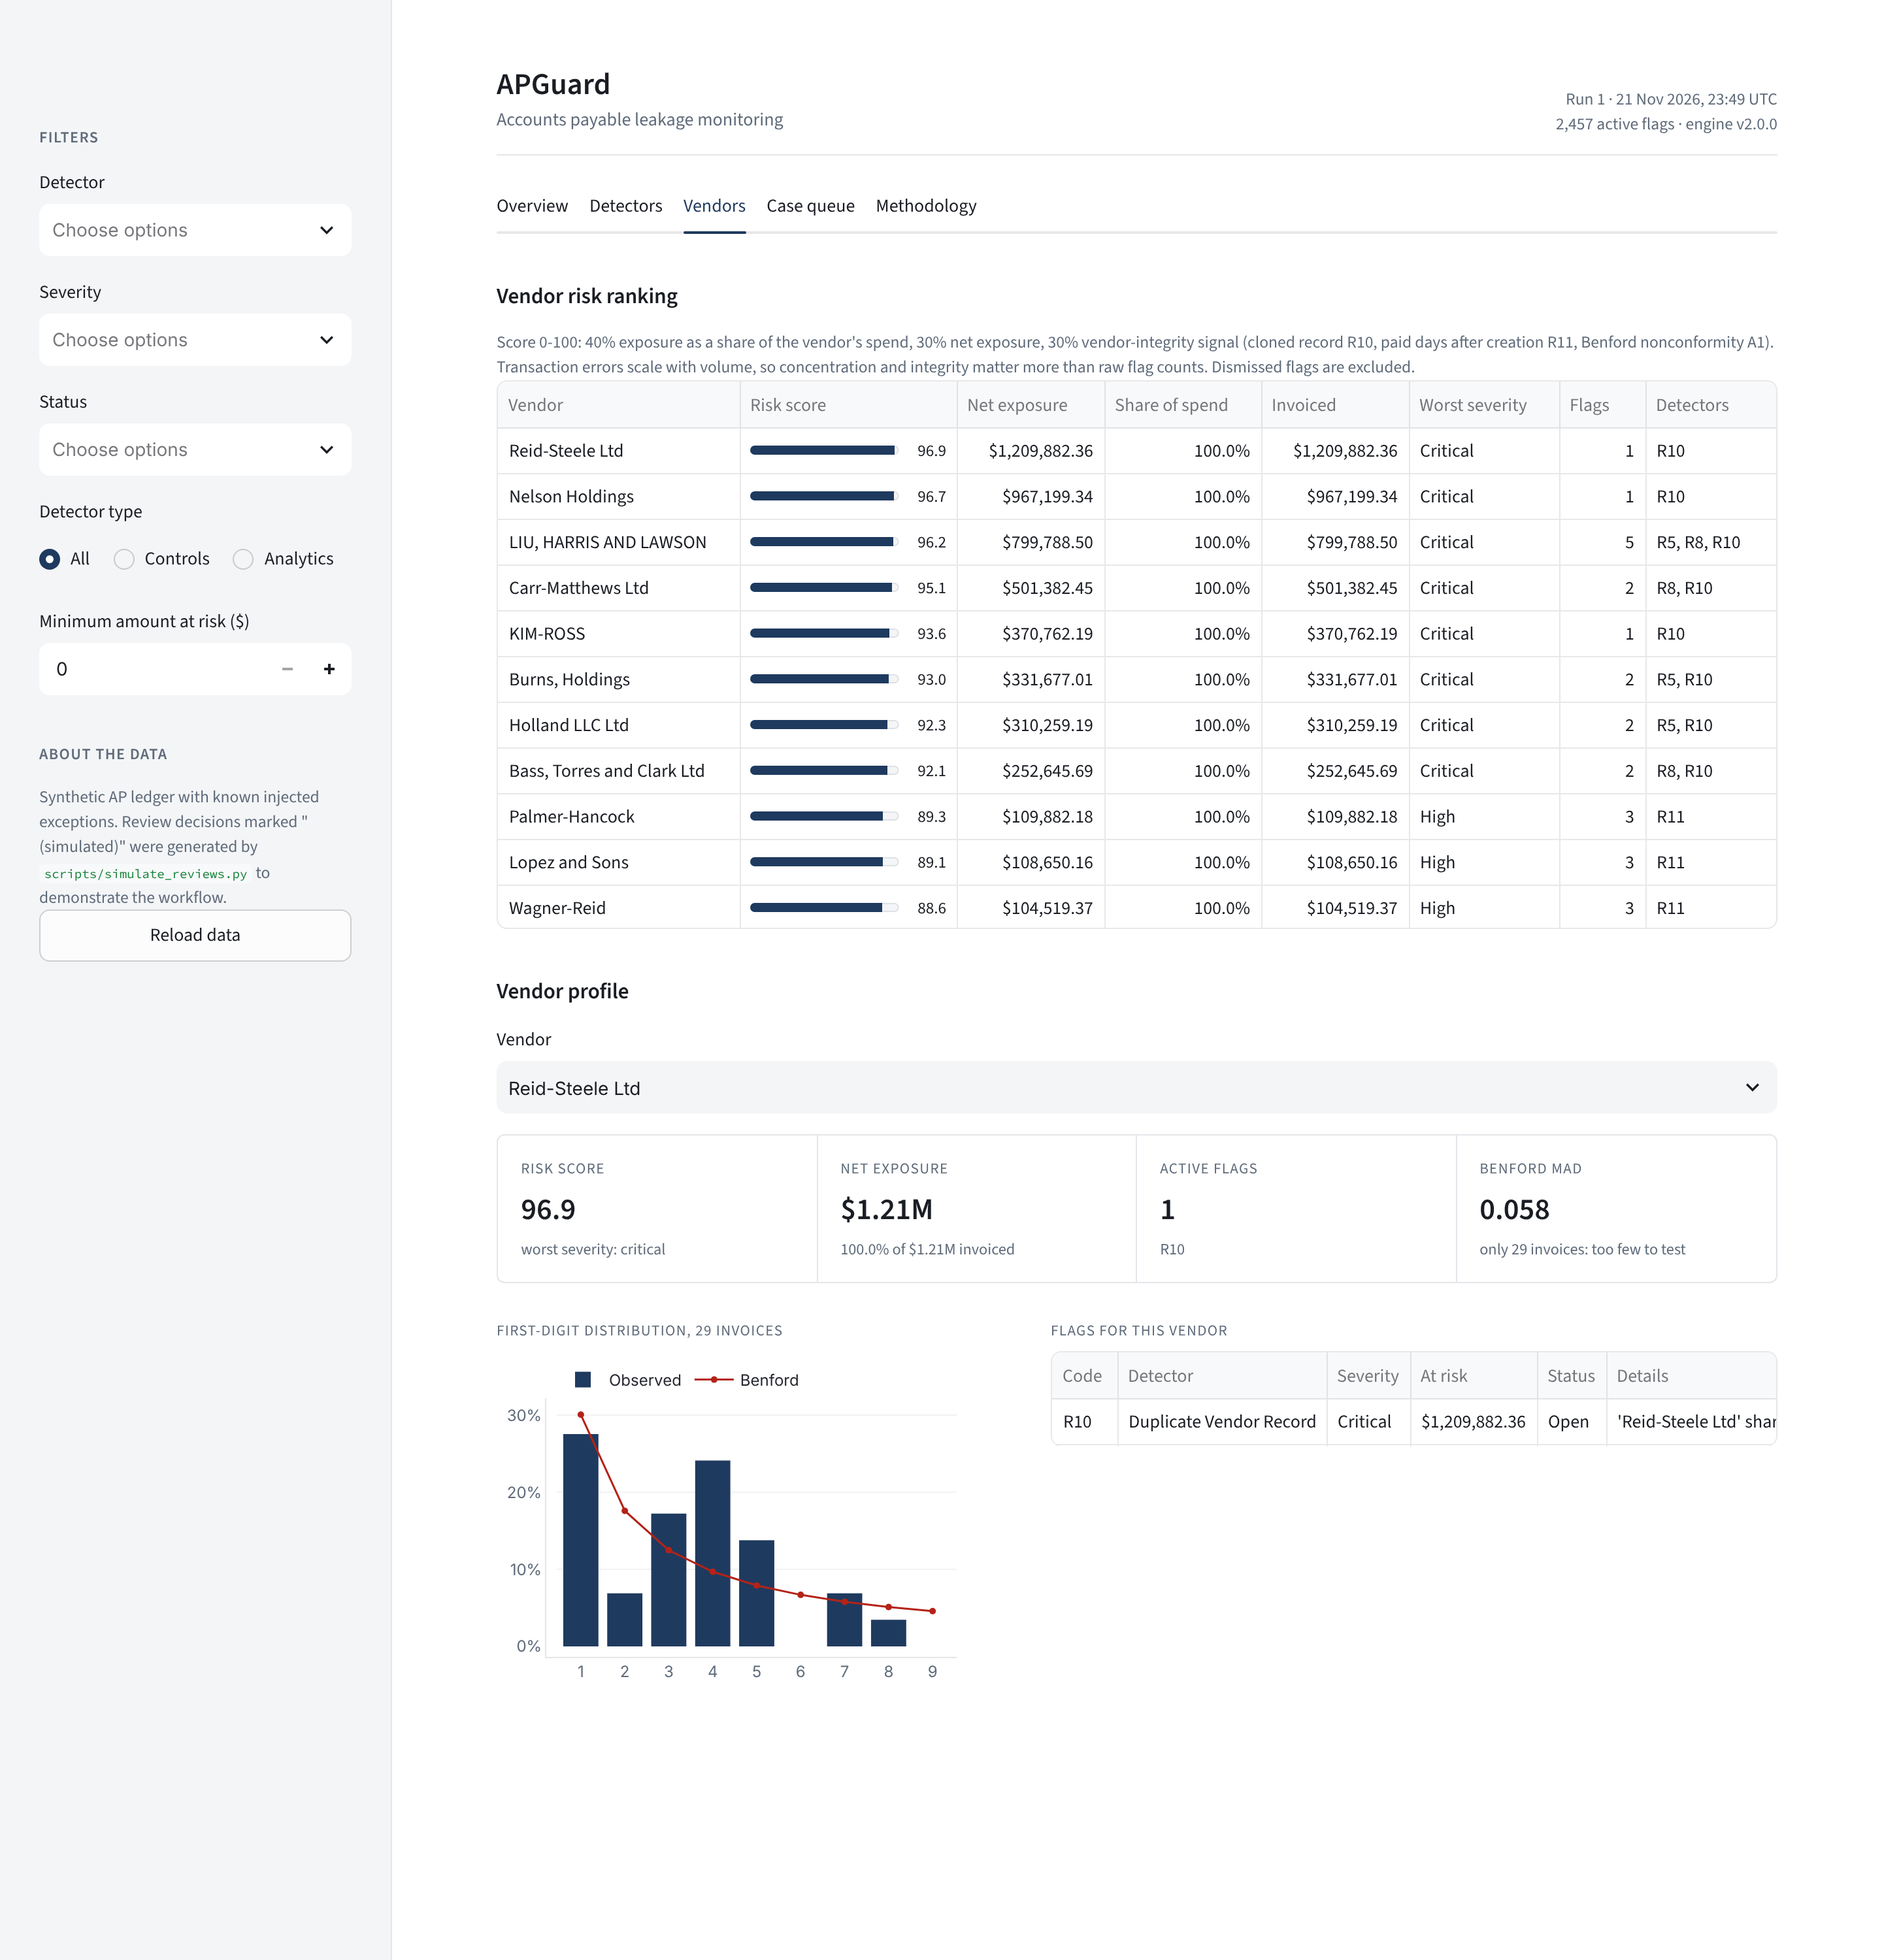 FILTERS
Detector
Choose options
Severity
Choose options
Status
Choose options
Detector type
All Controls Analytics
Minimum amount at risk ($)
0 − +
ABOUT THE DATA
Synthetic AP ledger with known injected
exceptions. Review decisions marked "
(simulated)" were generated by
scripts/simulate_reviews.py to
demonstrate the workflow.
Reload data
APGuard
Accounts payable leakage monitoring
Run 1 · 21 Nov 2026, 23:49 UTC
2,457 active flags · engine v2.0.0
Overview Detectors Vendors Case queue Methodology
Vendor risk ranking
Score 0-100: 40% exposure as a share of the vendor's spend, 30% net exposure, 30% vendor-integrity signal (cloned record R10, paid days after creation R11, Benford nonconformity A1).
Transaction errors scale with volume, so concentration and integrity matter more than raw flag counts. Dismissed flags are excluded.
Vendor Risk score Net exposure Share of spend Invoiced Worst severity Flags Detectors
Reid-Steele Ltd 96.9 $1,209,882.36 100.0% $1,209,882.36 Critical 1 R10
Nelson Holdings 96.7 $967,199.34 100.0% $967,199.34 Critical 1 R10
LIU, HARRIS AND LAWSON 96.2 $799,788.50 100.0% $799,788.50 Critical 5 R5, R8, R10
Carr-Matthews Ltd 95.1 $501,382.45 100.0% $501,382.45 Critical 2 R8, R10
KIM-ROSS 93.6 $370,762.19 100.0% $370,762.19 Critical 1 R10
Burns, Holdings 93.0 $331,677.01 100.0% $331,677.01 Critical 2 R5, R10
Holland LLC Ltd 92.3 $310,259.19 100.0% $310,259.19 Critical 2 R5, R10
Bass, Torres and Clark Ltd 92.1 $252,645.69 100.0% $252,645.69 Critical 2 R8, R10
Palmer-Hancock 89.3 $109,882.18 100.0% $109,882.18 High 3 R11
Lopez and Sons 89.1 $108,650.16 100.0% $108,650.16 High 3 R11
Wagner-Reid 88.6 $104,519.37 100.0% $104,519.37 High 3 R11
Vendor profile
Vendor
Reid-Steele Ltd
RISK SCORE
96.9
worst severity: critical
NET EXPOSURE
$1.21M
100.0% of $1.21M invoiced
ACTIVE FLAGS
1
R10
BENFORD MAD
0.058
only 29 invoices: too few to test
FIRST-DIGIT DISTRIBUTION, 29 INVOICES
Observed Benford
30%
20%
10%
0%
1 2 3 4 5 6 7 8 9
FLAGS FOR THIS VENDOR
Code Detector Severity At risk Status Details
R10 Duplicate Vendor Record Critical $1,209,882.36 Open 'Reid-Steele Ltd' shar